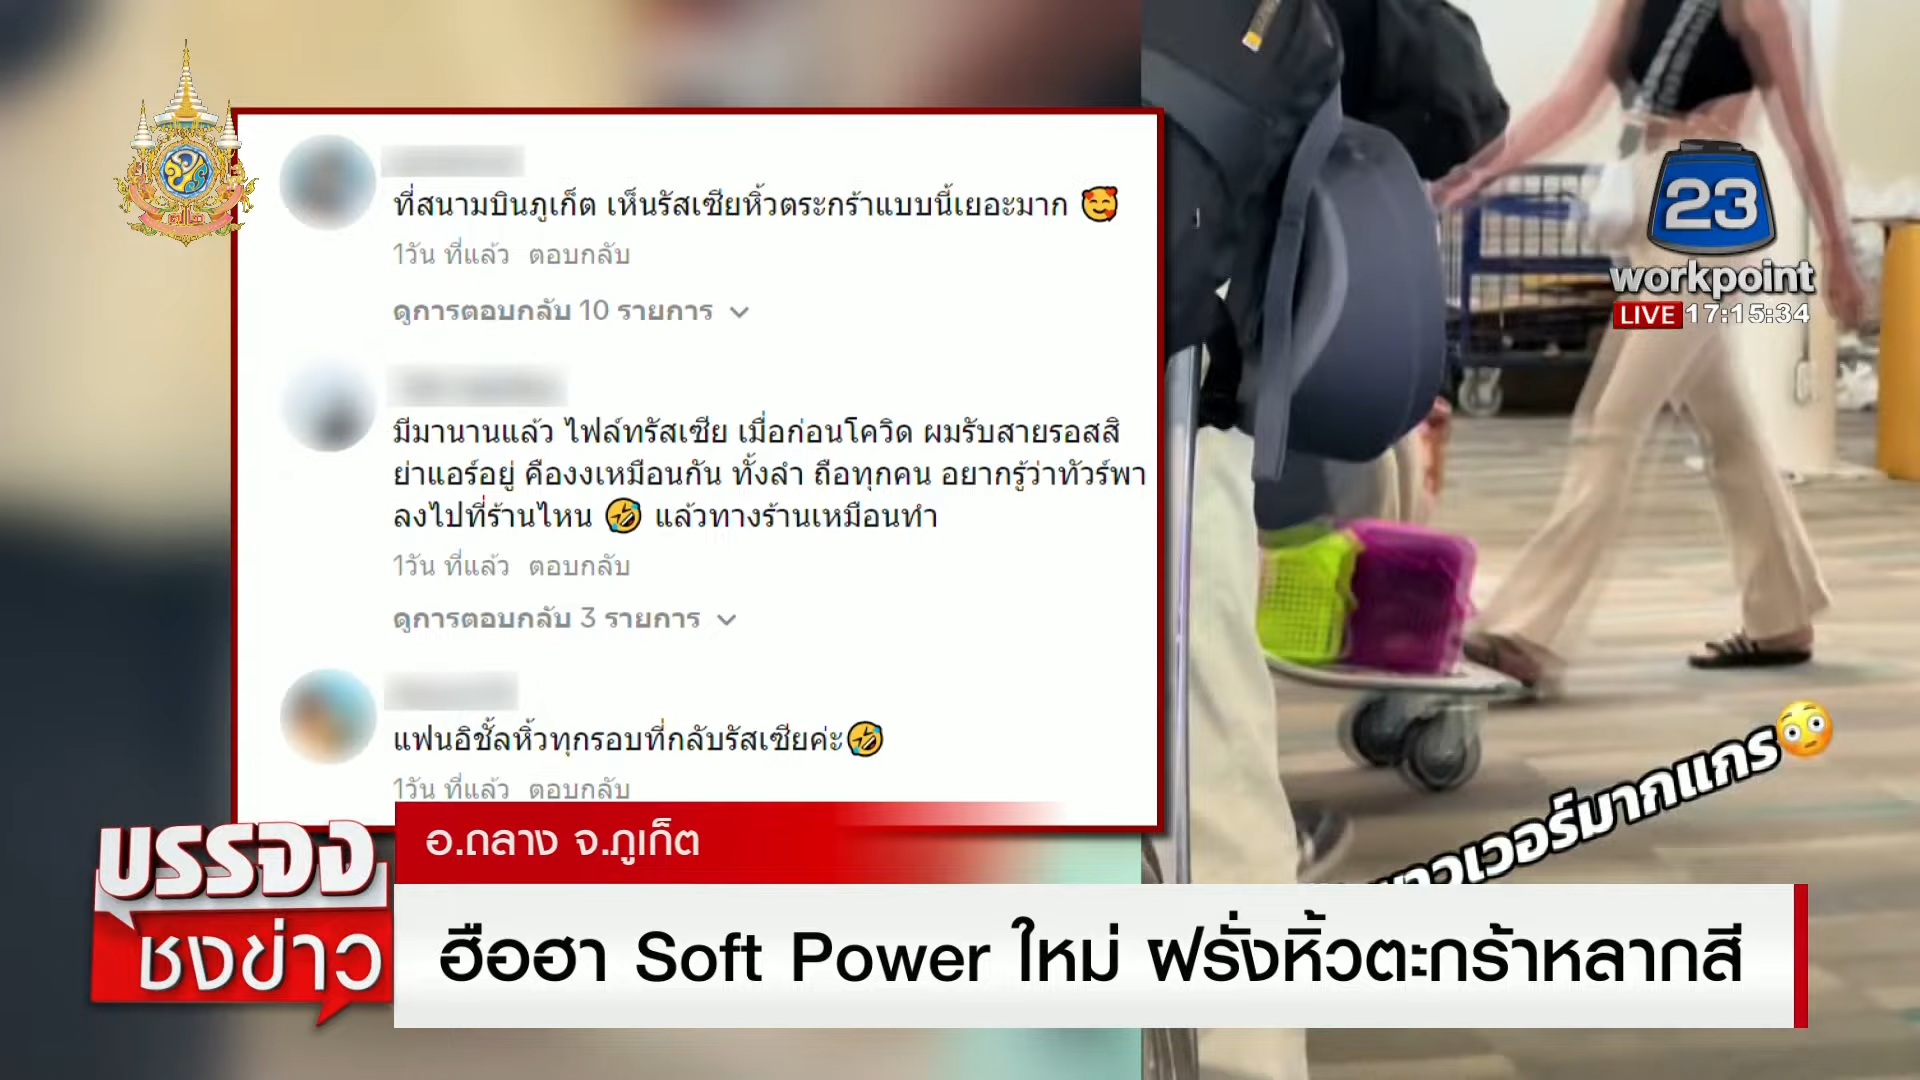 ที่สนามบินภูเก็ต เห็นรัสเซียหิ้วตระกร้าแบบนี้เยอะมาก 🥰
1วัน ที่แล้ว ตอบกลับ
ดูการตอบกลับ 10 รายการ
มีมานานแล้ว ไฟล์ทรัสเซีย เมื่อก่อนโควิด ผมรับสายรอสสิ
ย่าแอร์อยู่ คืองงเหมือนกัน ทั้งลำ ถือทุกคน อยากรู้ว่าทัวร์พา
ลงไปที่ร้านไหน 🤣 แล้วทางร้านเหมือนทำ
1วัน ที่แล้ว ตอบกลับ
ดูการตอบกลับ 3 รายการ
แฟนอิชั้ลหิ้วทุกรอบที่กลับรัสเซียค่ะ🤣
1วัน ที่แล้ว ตอบกลับ
23
workpoint
LIVE 17:15:34
าวเวอร์มากแกร😳
บรรจง
ชงข่าว
อ.ถลาง จ.ภูเก็ต
ฮือฮา Soft Power ใหม่ ฝรั่งหิ้วตะกร้าหลากสี
๗๒